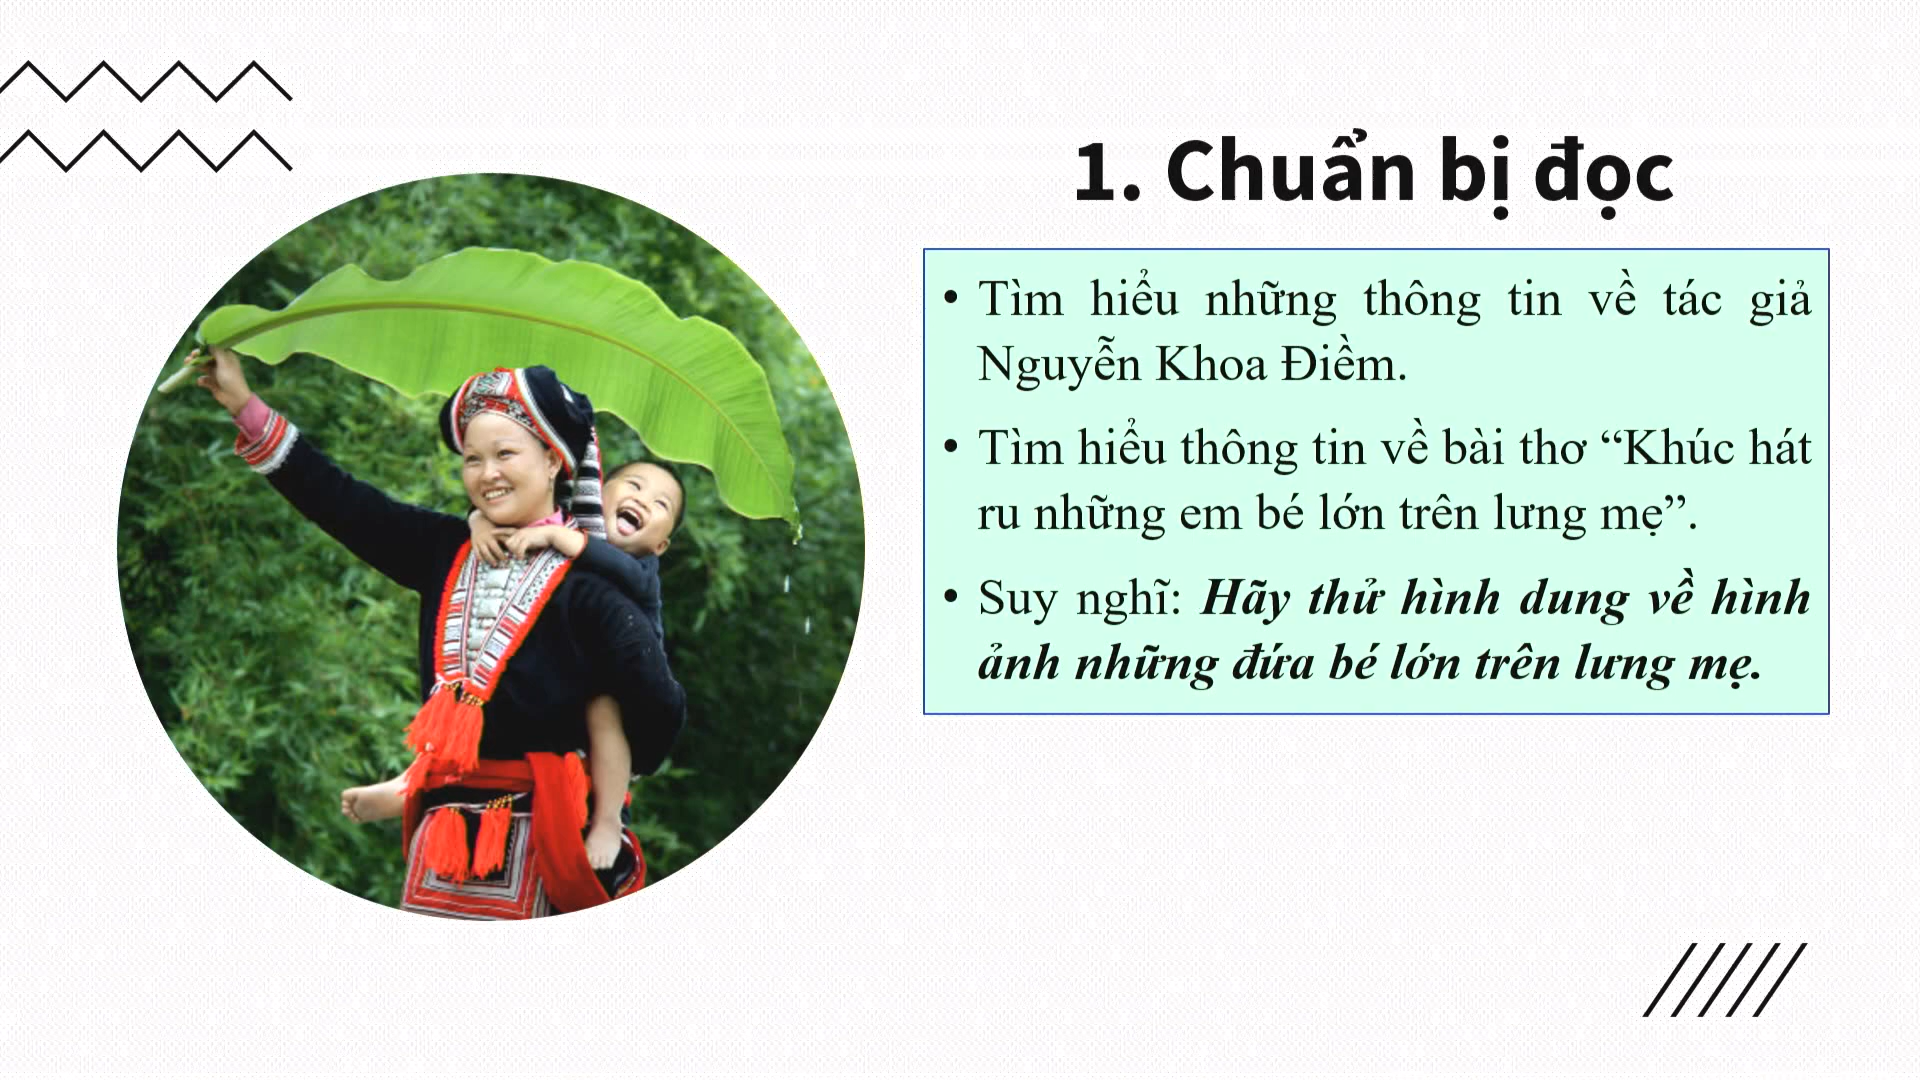 1. Chuẩn bị đọc
• Tìm hiểu những thông tin về tác giả
Nguyễn Khoa Điềm.
• Tìm hiểu thông tin về bài thơ “Khúc hát
ru những em bé lớn trên lưng mẹ”.
• Suy nghĩ: Hãy thử hình dung về hình
ảnh những đứa bé lớn trên lưng mẹ.